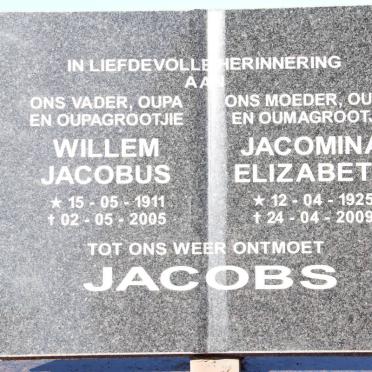 IN LIEFDEVOLLE HERINNERING
AAN
ONS VADER, OUPA
EN OUPAGROOTJIE
WILLEM
JACOBUS
★ 15 - 05 - 1911
† 02 - 05 - 2005
ONS MOEDER, OU
EN OUMAGROOTJ
JACOMINA
ELIZABET
★ 12 - 04 - 1925
† 24 - 04 - 2009
TOT ONS WEER ONTMOET
JACOBS